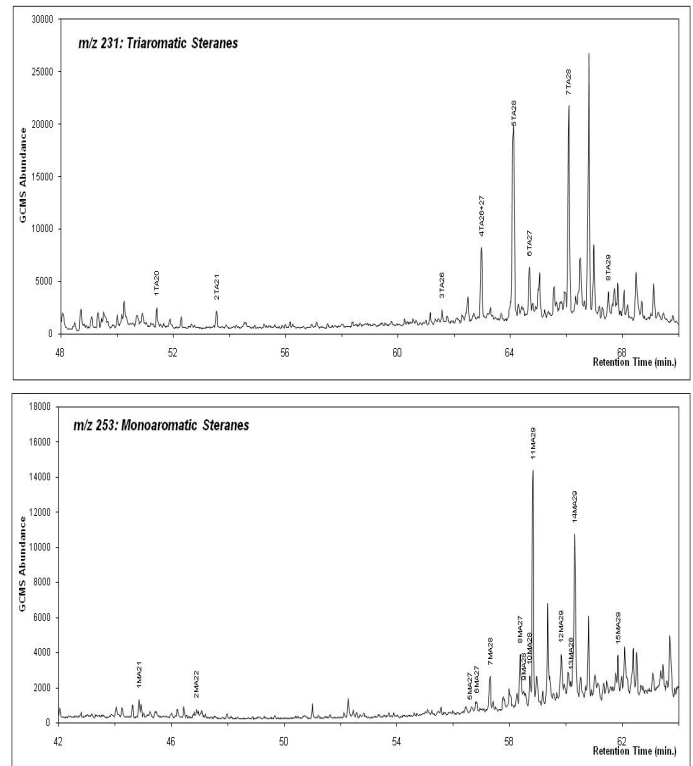 m/z 231: Triaromatic Steranes
GCMS Abundance
30000
25000
20000
15000
10000
5000
0
1TA20
2TA21
3TA26
4TA26+27
5TA28
6TA27
7TA28
8TA29
48 52 56 60 64 68
Retention Time (min.)
m/z 253: Monoaromatic Steranes
GCMS Abundance
18000
16000
14000
12000
10000
8000
6000
4000
2000
0
1MA21
2MA22
5MA27
6MA27
7MA28
8MA27
9MA28
10MA28
11MA29
12MA29
13MA28
14MA29
15MA29
42 46 50 54 58 62
Retention Time (min.)